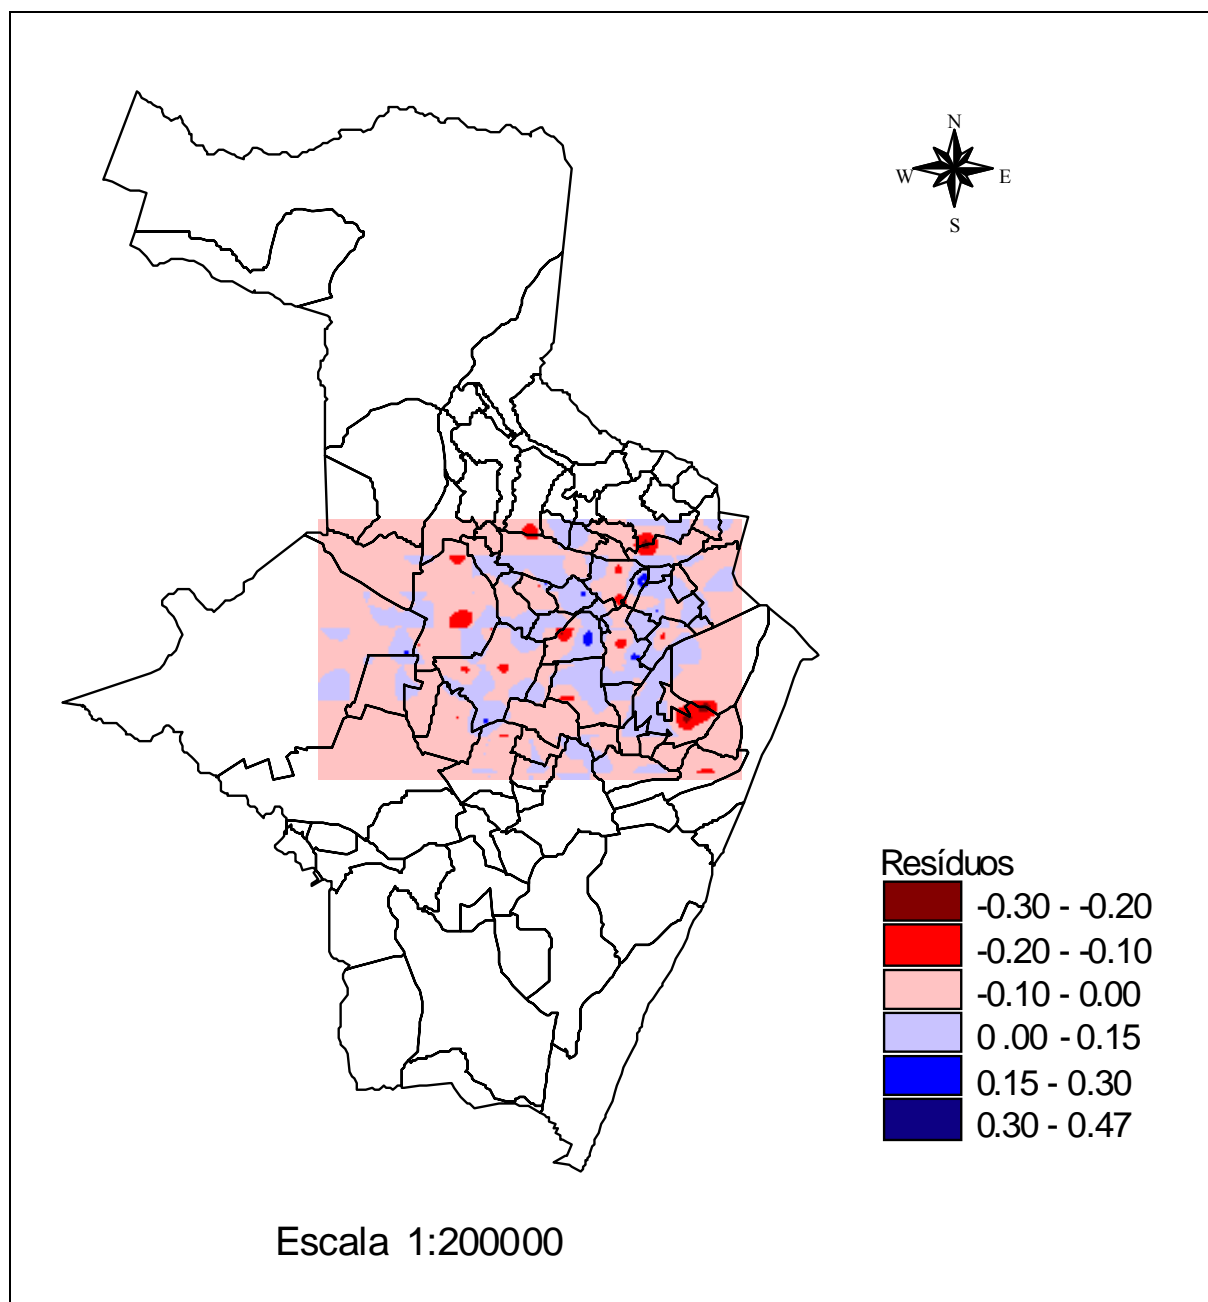 N
W E
S
Resíduos
-0.30 - -0.20
-0.20 - -0.10
-0.10 - 0.00
0 .00 - 0.15
0.15 - 0.30
0.30 - 0.47
Escala 1:200000